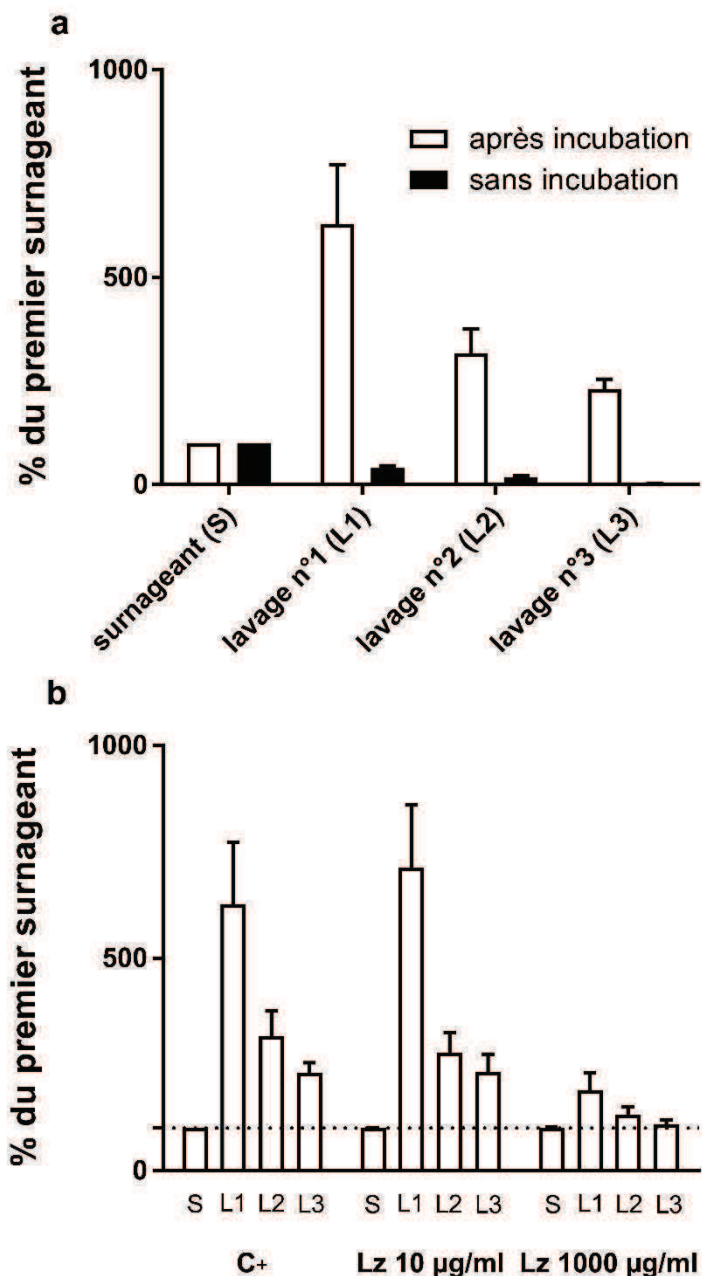 a
% du premier surnageant
1000
500
0
après incubation
sans incubation
surnageant (S)
lavage n°1 (L1)
lavage n°2 (L2)
lavage n°3 (L3)
b
% du premier surnageant
1000
500
0
S L1 L2 L3 S L1 L2 L3 S L1 L2 L3
C+ Lz 10 µg/ml Lz 1000 µg/ml